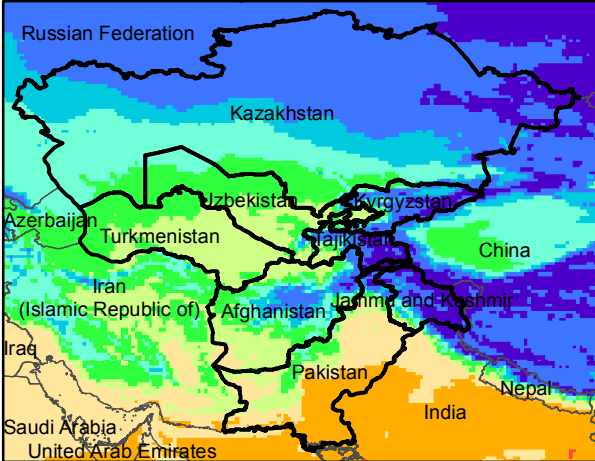 Russian Federation
Kazakhstan
Uzbekistan
Kyrgyzstan
Azerbaijan
Turkmenistan
Tajikistan
China
Iran
(Islamic Republic of)
Afghanistan
Jammu and Kashmir
Iraq
Pakistan
Nepal
India
Saudi Arabia
United Arab Emirates